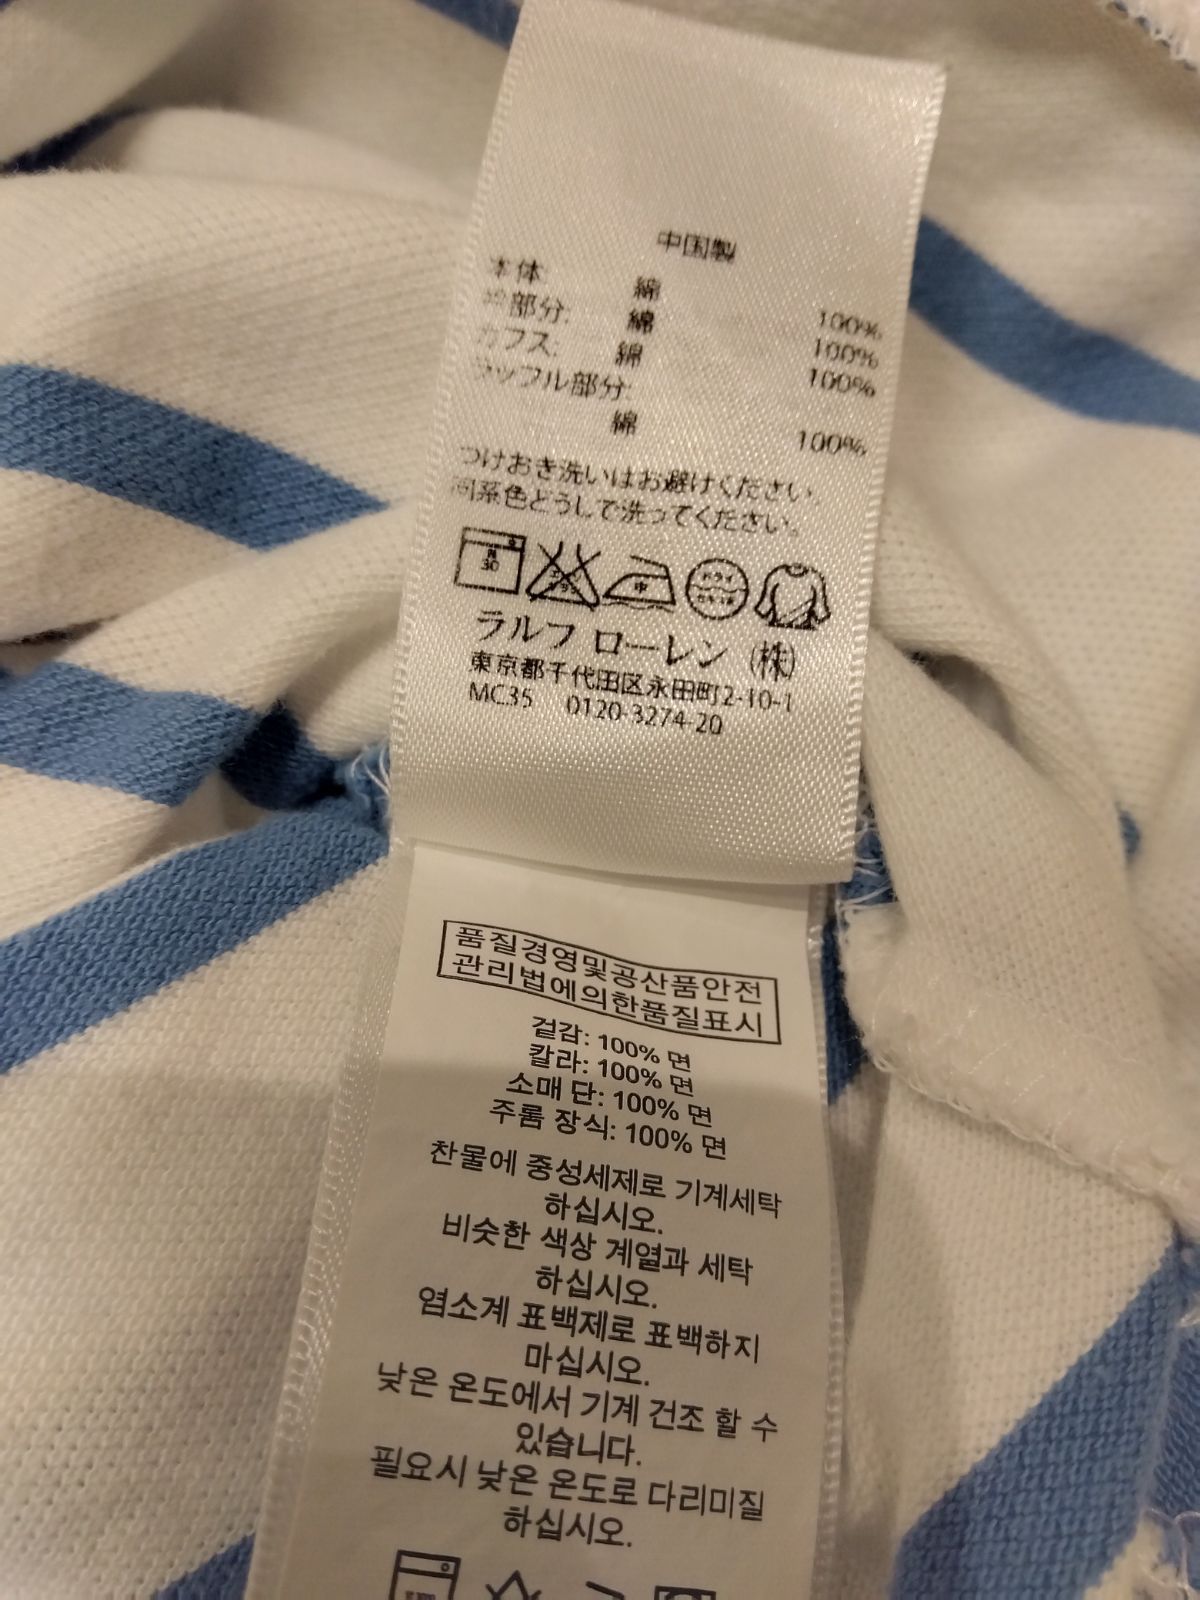 中国製
本体 綿 100%
衿部分: 綿 100%
カフス: 綿 100%
ラッフル部分:
綿 100%
つけおき洗いはお避けください。
同系色どうしで洗ってください。
30 中 ドライ
ラルフ ローレン (株)
東京都千代田区永田町2-10-1
MC35 0120-3274-20
품질경영및공산품안전
관리법에의한품질표시
겉감: 100% 면
칼라: 100% 면
소매 단: 100% 면
주룸 장식: 100% 면
찬물에 중성세제로 기계세탁
하십시오.
비슷한 색상 계열과 세탁
하십시오.
염소계 표백제로 표백하지
마십시오.
낮은 온도에서 기계 건조 할 수
있습니다.
필요시 낮은 온도로 다리미질
하십시오.